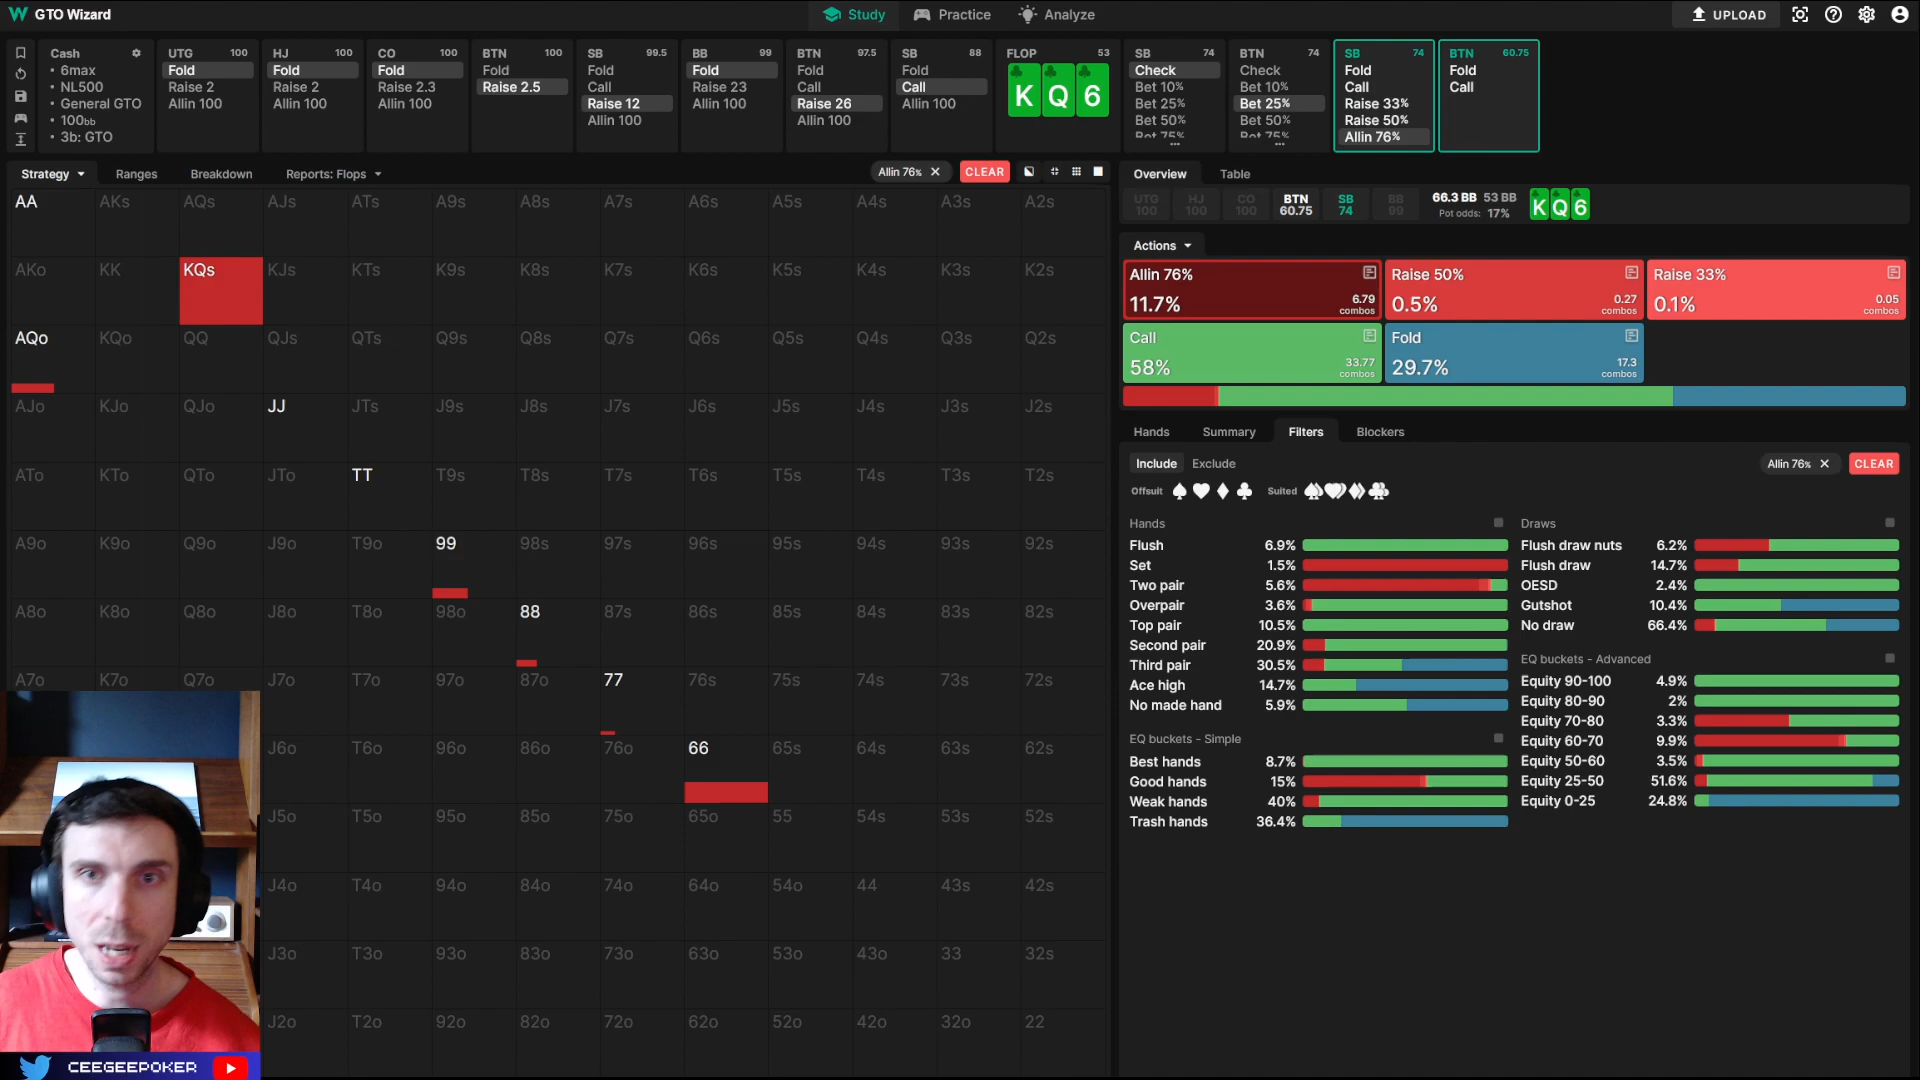 GTO Wizard
Study
Practice
Analyze
UPLOAD
Cash
• 6max
• NL500
• General GTO
• 100bb
• 3b: GTO
UTG 100
Fold
Raise 2
Allin 100
HJ 100
Fold
Raise 2
Allin 100
CO 100
Fold
Raise 2.3
Allin 100
BTN 100
Fold
Raise 2.5
SB 99.5
Fold
Call
Raise 12
Allin 100
BB 99
Fold
Raise 23
Allin 100
BTN 97.5
Fold
Call
Raise 26
Allin 100
SB 88
Fold
Call
Allin 100
FLOP 53
K Q 6
SB 74
Check
Bet 10%
Bet 25%
Bet 50%
Bet 75%
...
BTN 74
Check
Bet 10%
Bet 25%
Bet 50%
Bet 75%
...
SB 74
Fold
Call
Raise 33%
Raise 50%
Allin 76%
BTN 60.75
Fold
Call
Strategy Ranges Breakdown Reports: Flops
Allin 76% CLEAR
AA AKs AQs AJs ATs A9s A8s A7s A6s A5s A4s A3s A2s
AKo KK KQs KJs KTs K9s K8s K7s K6s K5s K4s K3s K2s
AQo KQo QQ QJs QTs Q9s Q8s Q7s Q6s Q5s Q4s Q3s Q2s
AJo KJo QJo JJ JTs J9s J8s J7s J6s J5s J4s J3s J2s
ATo KTo QTo JTo TT T9s T8s T7s T6s T5s T4s T3s T2s
A9o K9o Q9o J9o T9o 99 98s 97s 96s 95s 94s 93s 92s
A8o K8o Q8o J8o T8o 98o 88 87s 86s 85s 84s 83s 82s
A7o K7o Q7o J7o T7o 97o 87o 77 76s 75s 74s 73s 72s
J6o T6o 96o 86o 76o 66 65s 64s 63s 62s
J5o T5o 95o 85o 75o 65o 55 54s 53s 52s
J4o T4o 94o 84o 74o 64o 54o 44 43s 42s
J3o T3o 93o 83o 73o 63o 53o 43o 33 32s
J2o T2o 92o 82o 72o 62o 52o 42o 32o 22
CEEGEEPOKER
Overview Table
UTG 100
HJ 100
CO 100
BTN 60.75
SB 74
BB 99
66.3 BB 53 BB
Pot odds: 17%
K Q 6
Actions
Allin 76%
11.7% 6.79 combos
Raise 50%
0.5% 0.27 combos
Raise 33%
0.1% 0.05 combos
Call
58% 33.77 combos
Fold
29.7% 17.3 combos
Hands Summary Filters Blockers
Include Exclude
Allin 76% CLEAR
Offsuit
Suited
Hands
Flush 6.9%
Set 1.5%
Two pair 5.6%
Overpair 3.6%
Top pair 10.5%
Second pair 20.9%
Third pair 30.5%
Ace high 14.7%
No made hand 5.9%
EQ buckets - Simple
Best hands 8.7%
Good hands 15%
Weak hands 40%
Trash hands 36.4%
Draws
Flush draw nuts 6.2%
Flush draw 14.7%
OESD 2.4%
Gutshot 10.4%
No draw 66.4%
EQ buckets - Advanced
Equity 90-100 4.9%
Equity 80-90 2%
Equity 70-80 3.3%
Equity 60-70 9.9%
Equity 50-60 3.5%
Equity 25-50 51.6%
Equity 0-25 24.8%